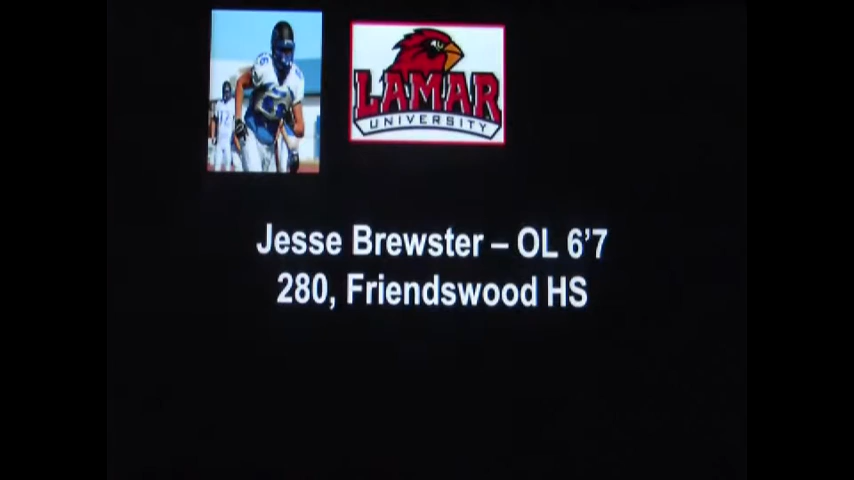 LAMAR
UNIVERSITY
Jesse Brewster – OL 6’7
280, Friendswood HS